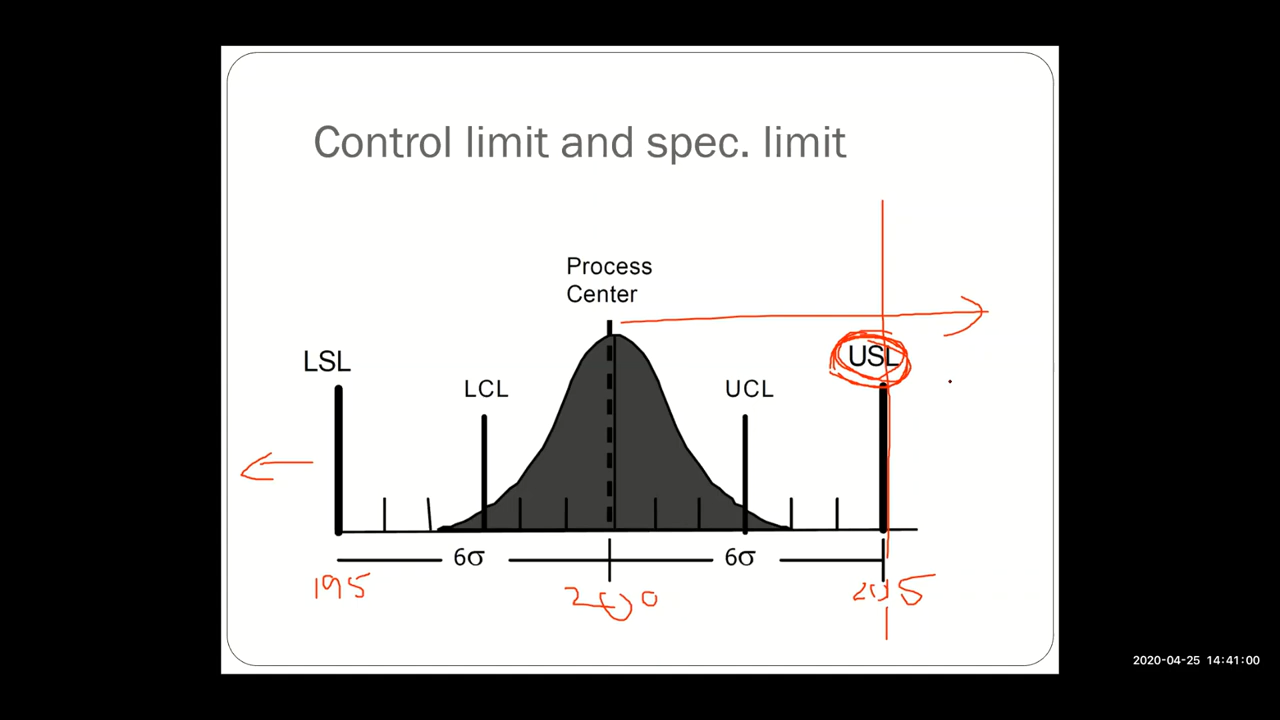 Control limit and spec. limit
Process
Center
LSL
USL
LCL
UCL
6σ
6σ
195
200
205
2020-04-25 14:41:00